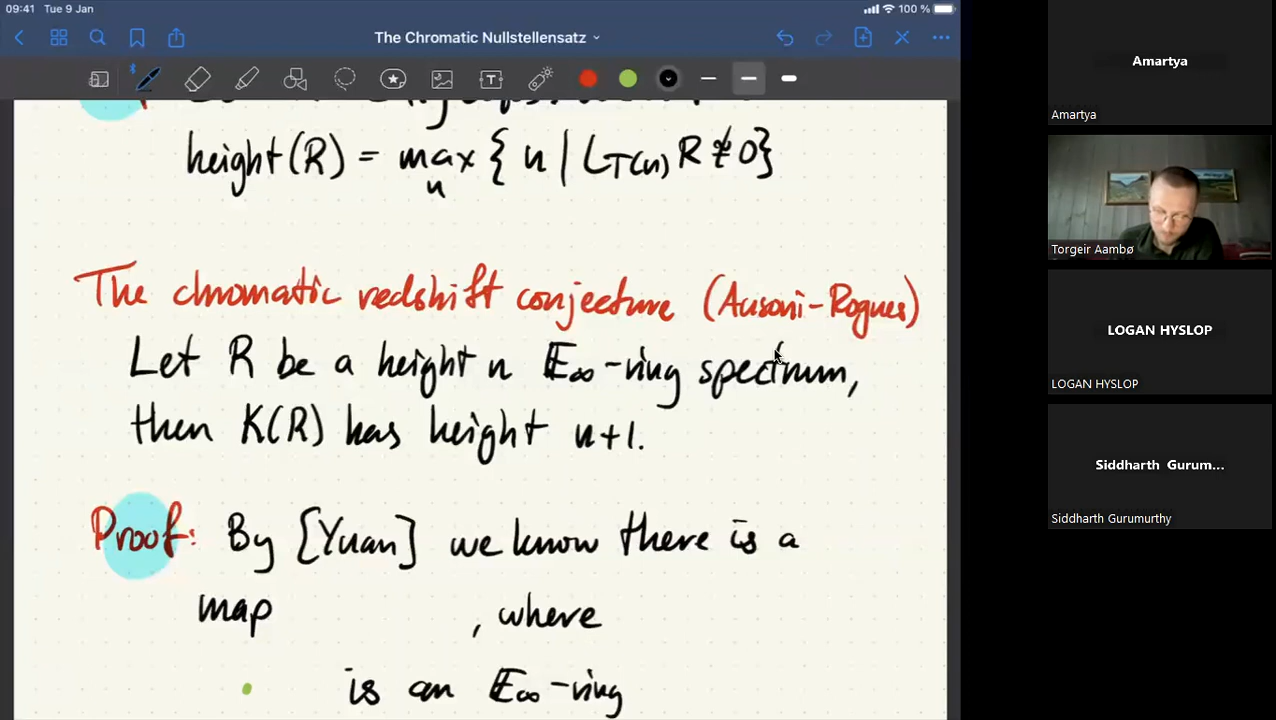 09:41 Tue 9 Jan
100 %
The Chromatic Nullstellensatz
height(R) = max { n | L_T(n) R ≄ 0}
n
The chromatic redshift conjecture (Ausoni-Rognes)
Let R be a height n 𝔼∞-ring spectrum,
then K(R) has height n+1.
Proof: By [Yuan] we know there is a
map , where
is an 𝔼∞-ring
Amartya
Amartya
Torgeir Aambø
LOGAN HYSLOP
LOGAN HYSLOP
Siddharth Gurum...
Siddharth Gurumurthy